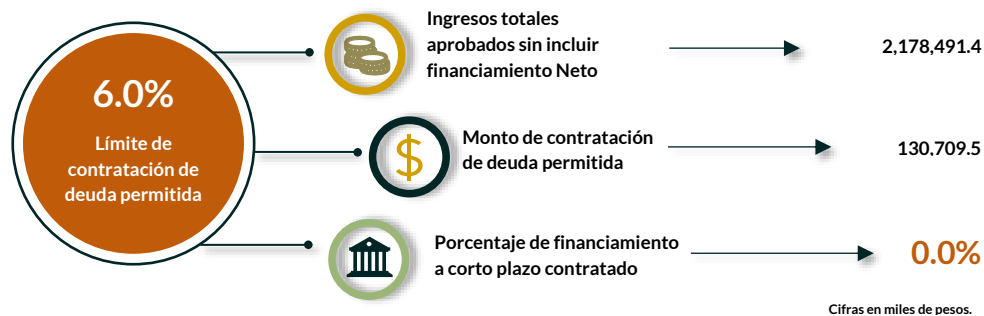 6.0%
Límite de
contratación de
deuda permitida
Ingresos totales
aprobados sin incluir
financiamiento Neto
2,178,491.4
$
Monto de contratación
de deuda permitida
130,709.5
Porcentaje de financiamiento
a corto plazo contratado
0.0%
Cifras en miles de pesos.